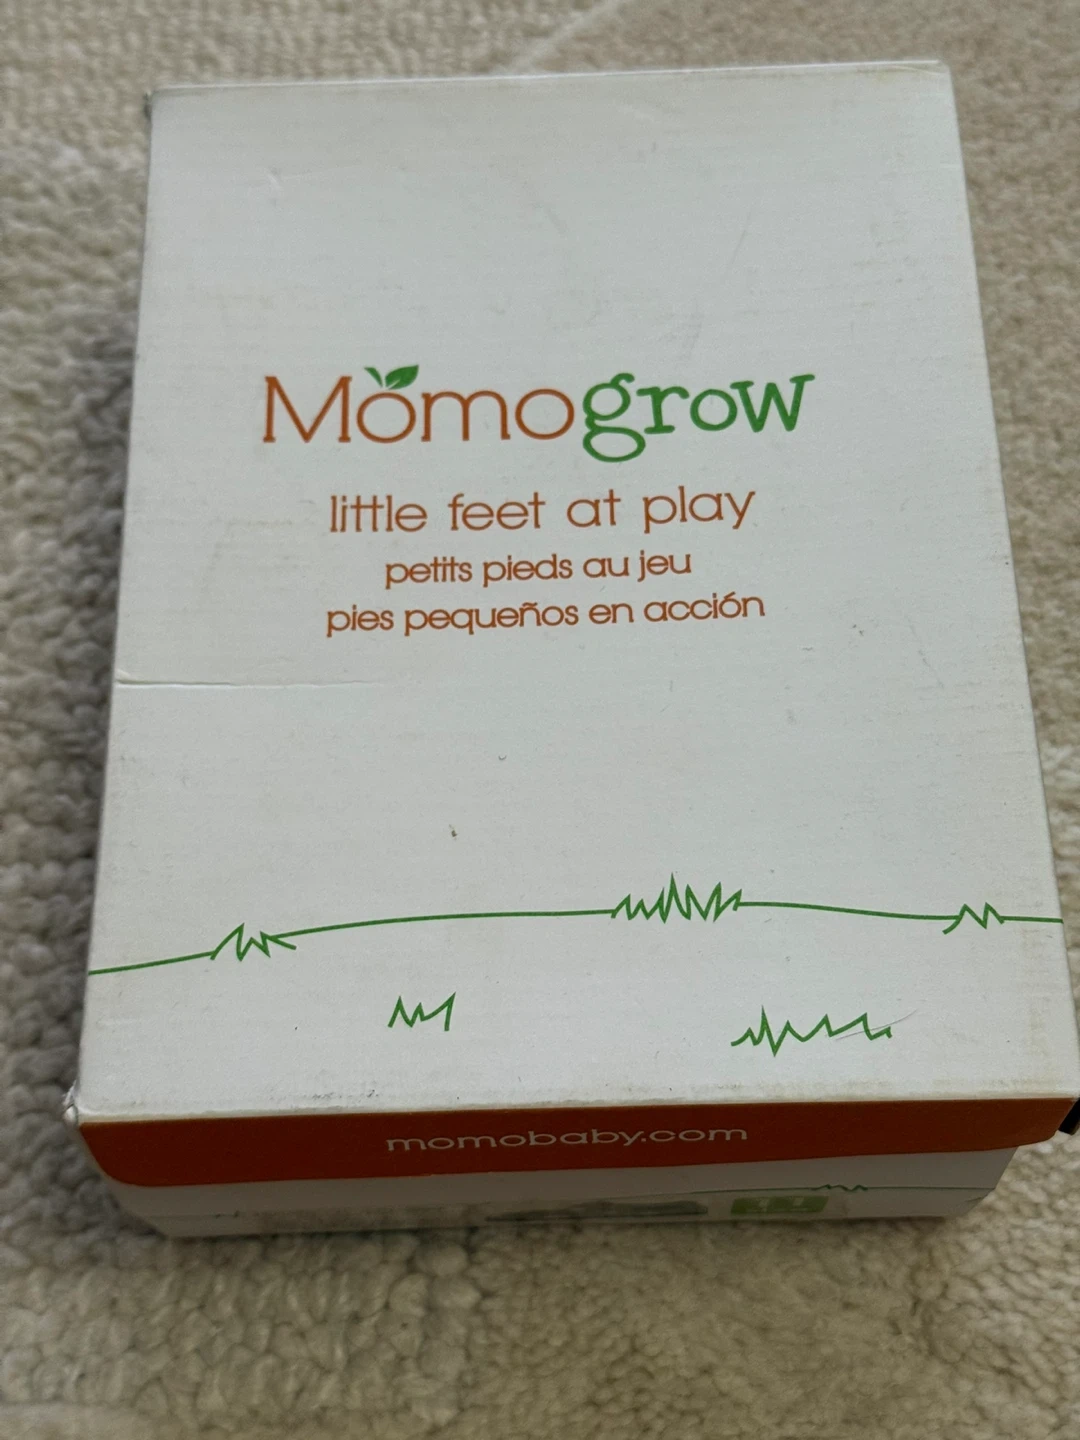 Momogrow
little feet at play
petits pieds au jeu
pies pequeños en acción
momobaby.com